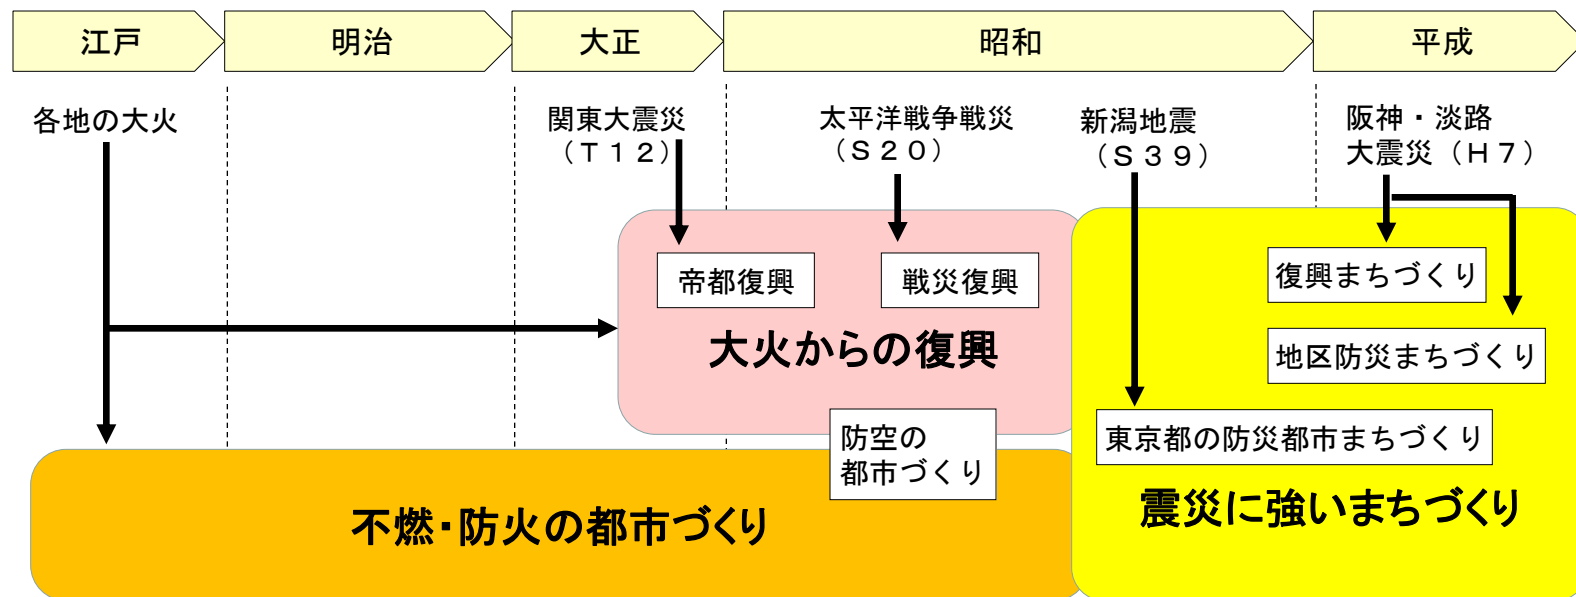 江戸
明治
大正
昭和
平成
各地の大火
関東大震災
（Ｔ１２）
太平洋戦争戦災
（Ｓ２０）
新潟地震
（Ｓ３９）
阪神・淡路
大震災（Ｈ７）
帝都復興
戦災復興
復興まちづくり
大火からの復興
地区防災まちづくり
防空の
都市づくり
東京都の防災都市まちづくり
不燃・防火の都市づくり
震災に強いまちづくり